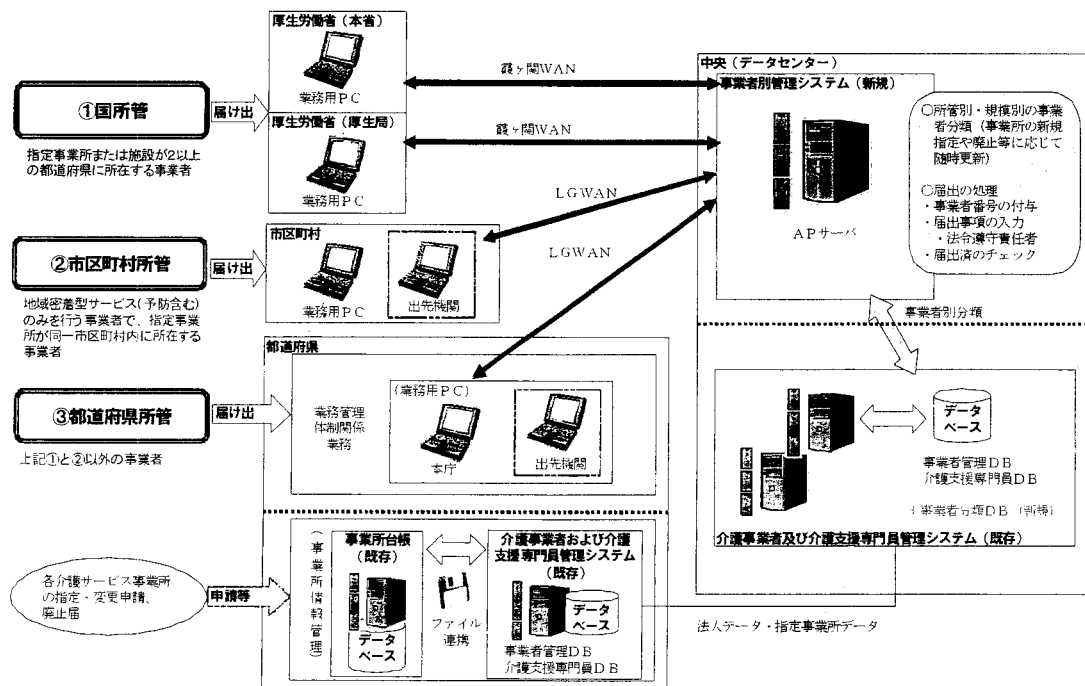 ①国所管
指定事業所または施設が2以上
の都道府県に所在する事業者
届け出
厚生労働省(本省)
業務用PC
厚生労働省(厚生局)
業務用PC
霞ヶ関WAN
霞ヶ関WAN
LGWAN
LGWAN
②市区町村所管
地域密着型サービス(予防含む)
のみを行う事業者で、指定事業
所が同一市区町村内に所在する
事業者
届け出
市区町村
業務用PC
出先機関
③都道府県所管
上記①と②以外の事業者
届け出
都道府県
業務管理
体制関係
業務
(業務用PC)
本庁
出先機関
各介護サービス事業所
の指定・変更申請、
廃止届
申請等
(事業所情報管理)
事業所台帳
(既存)
データ
ベース
ファイル
連携
介護事業者および介護
支援専門員管理システム
(既存)
データ
ベース
事業者管理DB
介護支援専門員DB
中央(データセンター)
事業者別管理システム(新規)
APサーバ
○所管別・規模別の事業
者分類(事業所の新規
指定や廃止等に応じて
随時更新)
○届出の処理
・事業者番号の付与
・届出事項の入力
・法令遵守責任者
・届出済のチェック
事業者別分類
データ
ベース
事業者管理DB
介護支援専門員DB
事業者分類DB(新規)
介護事業者及び介護支援専門員管理システム(既存)
法人データ・指定事業所データ